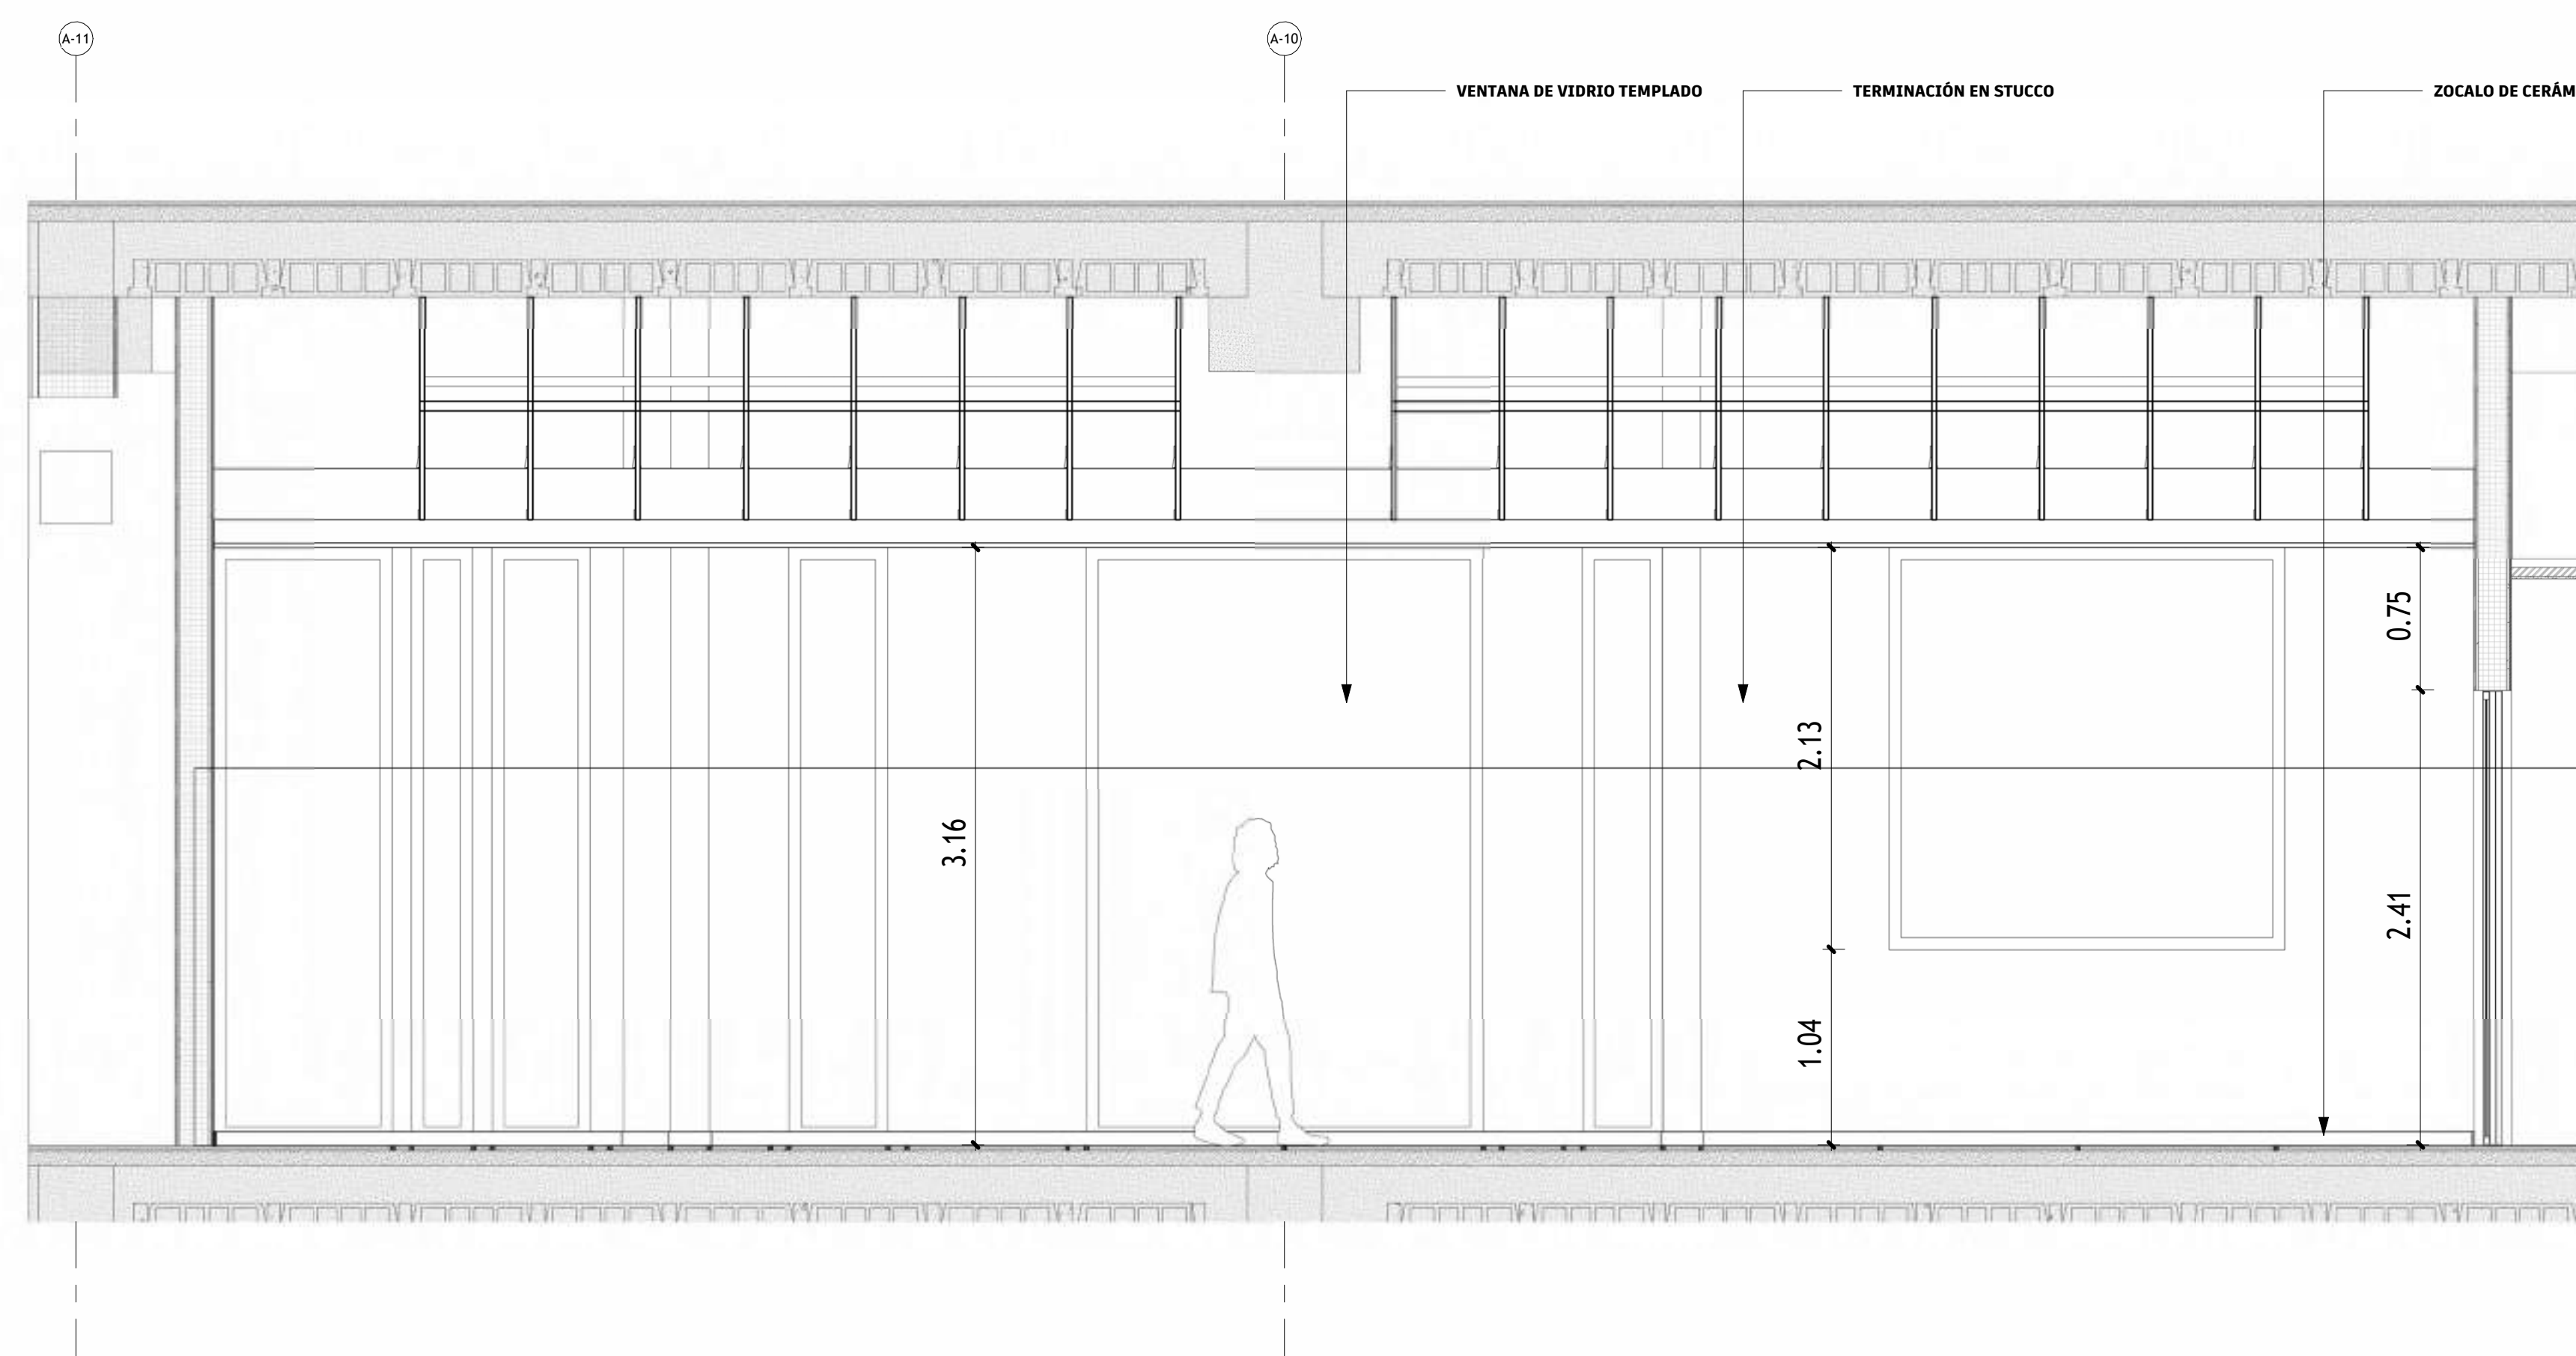 A-11
A-10
VENTANA DE VIDRIO TEMPLADO
TERMINACIÓN EN STUCCO
ZOCALO DE CERÁM
0.75
2.13
3.16
2.41
1.04